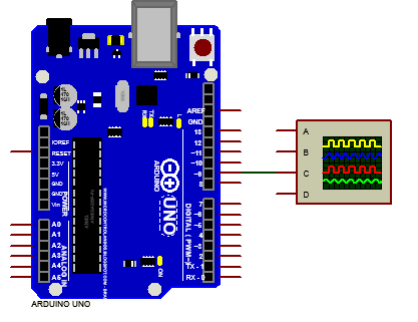 AREF
GND
13
12
~11
~10
~9
8
IOREF
RESET
3.3V
5V
GND
GND
Vin
POWER
ANALOG IN
A0
A1
A2
A3
A4
A5
ARDUINO
UNO
DIGITAL (PWM~)
7
~6
~5
4
~3
2
TX - 1
RX - 0
TX
RX
L
ON
A
B
C
D
ARDUINO UNO